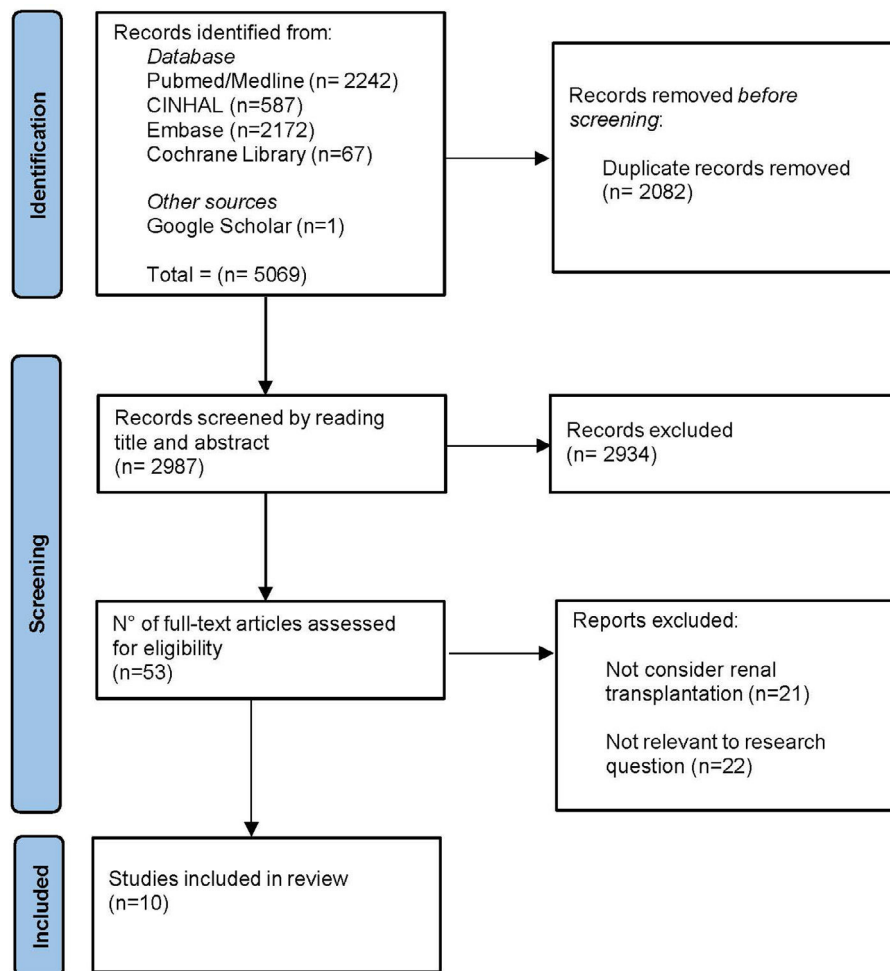 Identification
Records identified from:
Database
Pubmed/Medline (n= 2242)
CINHAL (n=587)
Embase (n=2172)
Cochrane Library (n=67)
Other sources
Google Scholar (n=1)
Total = (n= 5069)
Records removed before
screening:
Duplicate records removed
(n= 2082)
Screening
Records screened by reading
title and abstract
(n= 2987)
Records excluded
(n= 2934)
N° of full-text articles assessed
for eligibility
(n=53)
Reports excluded:
Not consider renal
transplantation (n=21)
Not relevant to research
question (n=22)
Included
Studies included in review
(n=10)